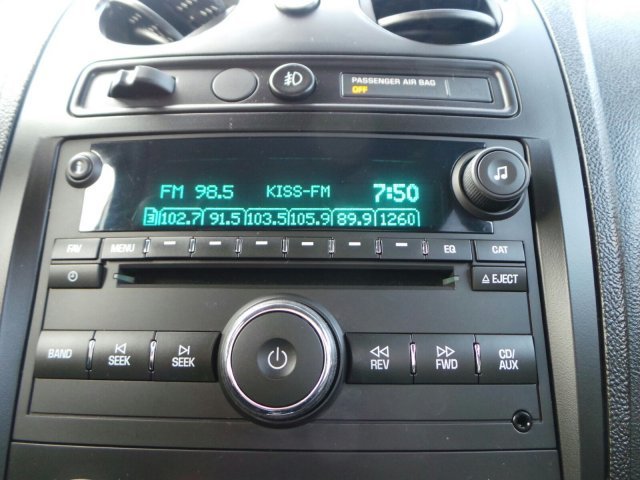 PASSENGER AIR BAG
OFF
FM 98.5 KISS-FM 7:50
3 102.7 91.5 103.5 105.9 89.9 1260
FAV MENU EQ CAT
EJECT
BAND SEEK SEEK REV FWD CD/
AUX